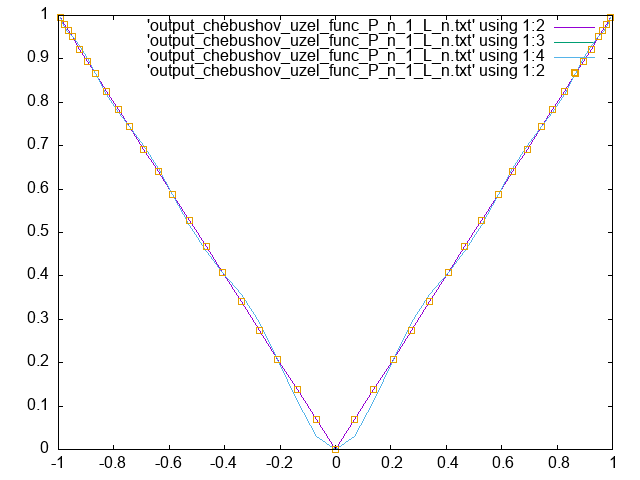 'output_chebushov_uzel_func_P_n_1_L_n.txt' using 1:2
'output_chebushov_uzel_func_P_n_1_L_n.txt' using 1:3
'output_chebushov_uzel_func_P_n_1_L_n.txt' using 1:4
'output_chebushov_uzel_func_P_n_1_L_n.txt' using 1:2
1
0.9
0.8
0.7
0.6
0.5
0.4
0.3
0.2
0.1
0
-1 -0.8 -0.6 -0.4 -0.2 0 0.2 0.4 0.6 0.8 1